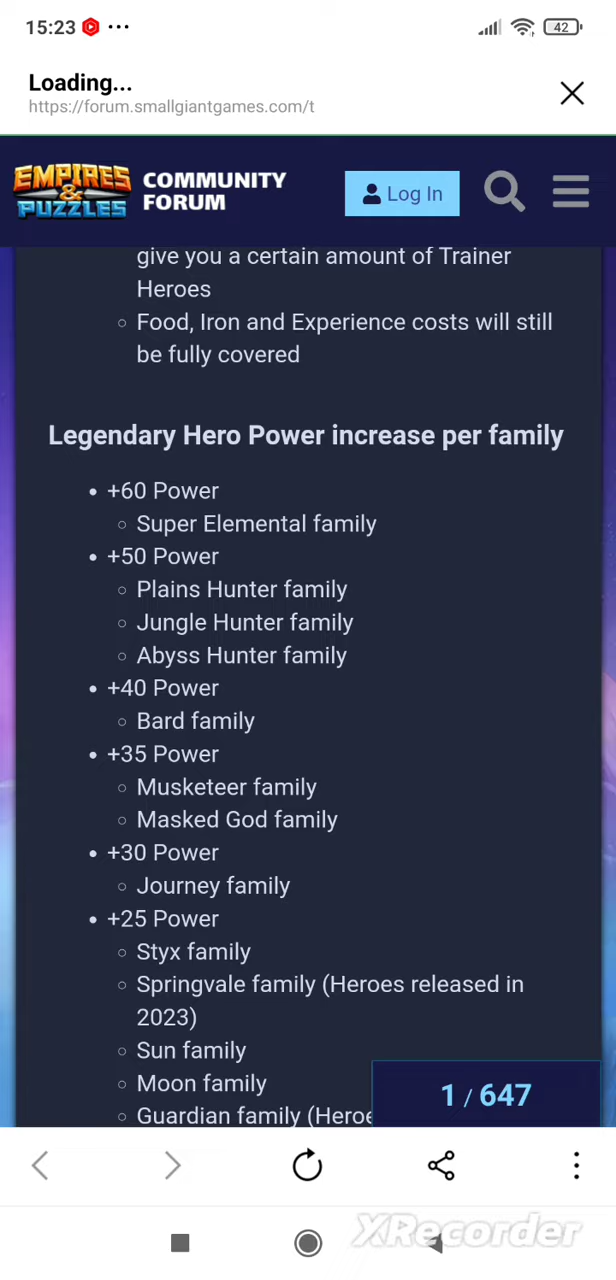 15:23
42
Loading...
https://forum.smallgiantgames.com/t
EMPIRES & PUZZLES
COMMUNITY FORUM
Log In
give you a certain amount of Trainer
Heroes
Food, Iron and Experience costs will still
be fully covered
Legendary Hero Power increase per family
+60 Power
Super Elemental family
+50 Power
Plains Hunter family
Jungle Hunter family
Abyss Hunter family
+40 Power
Bard family
+35 Power
Musketeer family
Masked God family
+30 Power
Journey family
+25 Power
Styx family
Springvale family (Heroes released in
2023)
Sun family
Moon family
Guardian family (Heroe
1 / 647
XRecorder